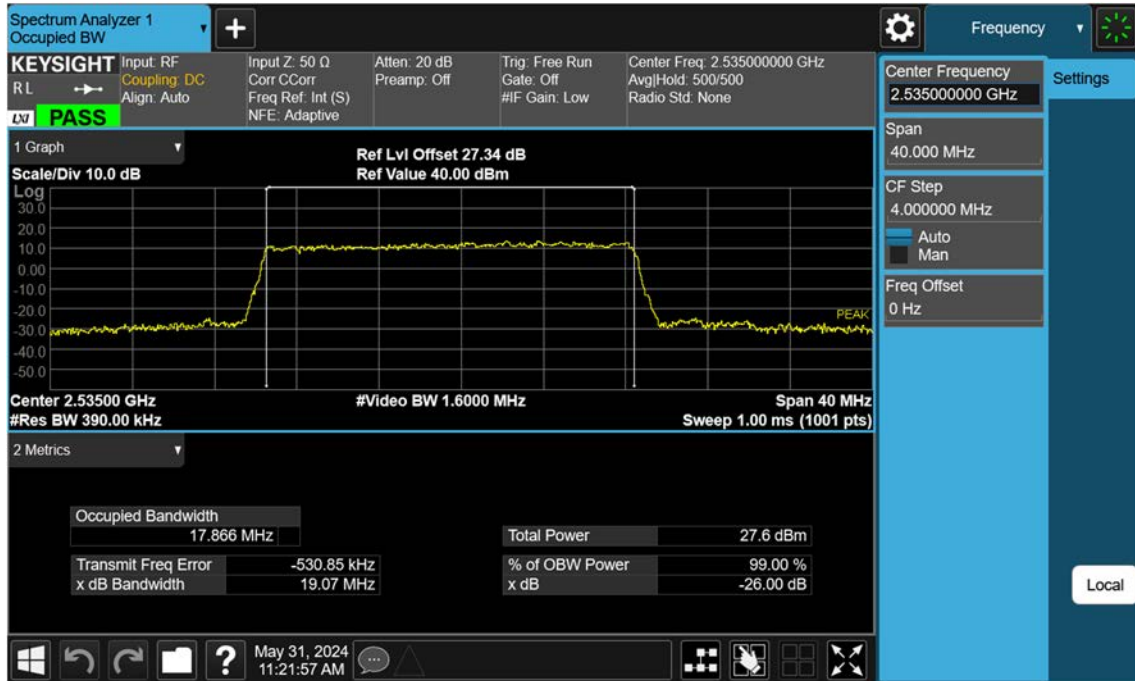 Spectrum Analyzer 1
Occupied BW
Frequency
KEYSIGHT
R L
LXI
PASS
Input: RF
Coupling: DC
Align: Auto
Input Z: 50 Ω
Corr CCorr
Freq Ref: Int (S)
NFE: Adaptive
Atten: 20 dB
Preamp: Off
Trig: Free Run
Gate: Off
#IF Gain: Low
Center Freq: 2.535000000 GHz
Avg|Hold: 500/500
Radio Std: None
Center Frequency
2.535000000 GHz
Settings
Span
40.000 MHz
CF Step
4.000000 MHz
Auto
Man
Freq Offset
0 Hz
Local
1 Graph
Scale/Div 10.0 dB
Ref Lvl Offset 27.34 dB
Ref Value 40.00 dBm
Log
30.0
20.0
10.0
0.00
-10.0
-20.0
-30.0
-40.0
-50.0
PEAK
Center 2.53500 GHz
#Video BW 1.6000 MHz
Span 40 MHz
#Res BW 390.00 kHz
Sweep 1.00 ms (1001 pts)
2 Metrics
Occupied Bandwidth
17.866 MHz
Total Power 27.6 dBm
Transmit Freq Error -530.85 kHz
% of OBW Power 99.00 %
x dB Bandwidth 19.07 MHz
x dB -26.00 dB
?
May 31, 2024
11:21:57 AM